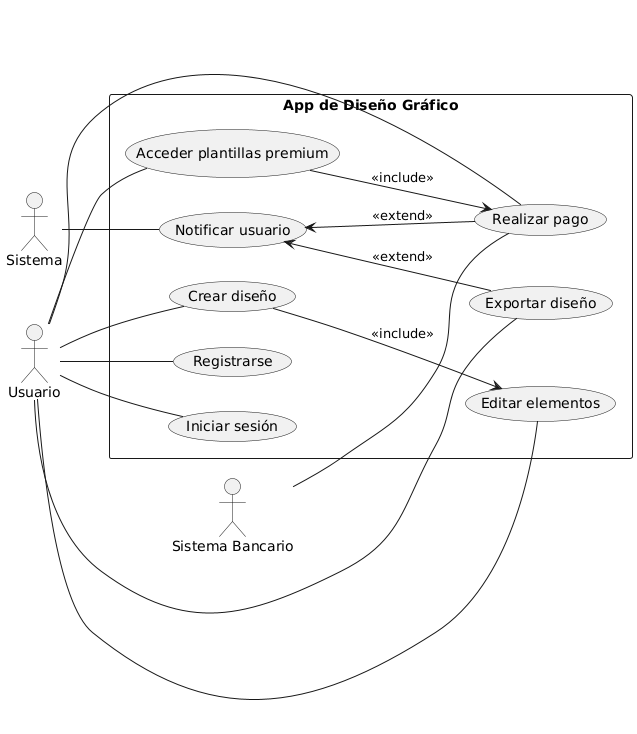 App de Diseño Gráfico
Acceder plantillas premium
«include»
Realizar pago
«extend»
Notificar usuario
Sistema
«extend»
Crear diseño
Exportar diseño
«include»
Registrarse
Usuario
Editar elementos
Iniciar sesión
Sistema Bancario